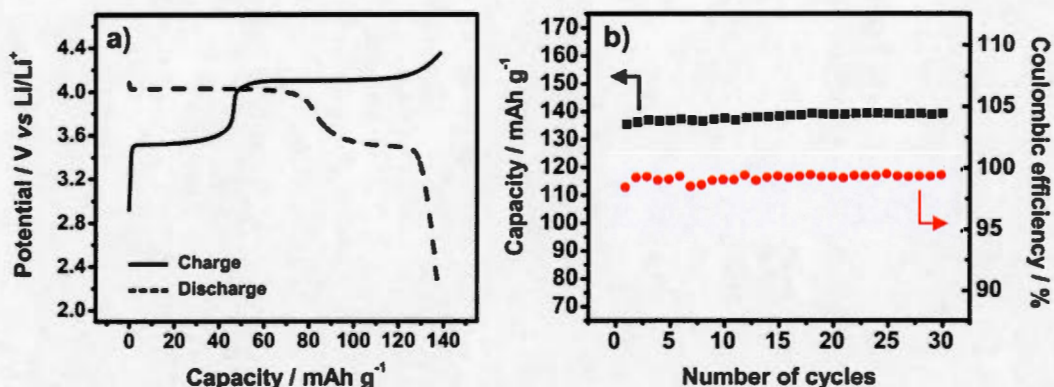 a)
4.4
4.0
3.6
3.2
2.8
2.4
2.0
Potential / V vs Li/Li⁺
Charge
Discharge
0 20 40 60 80 100 120 140
Capacity / mAh g⁻¹
b)
170
160
150
140
130
120
110
100
90
80
70
Capacity / mAh g⁻¹
110
105
100
95
90
Coulombic efficiency / %
0 5 10 15 20 25 30
Number of cycles